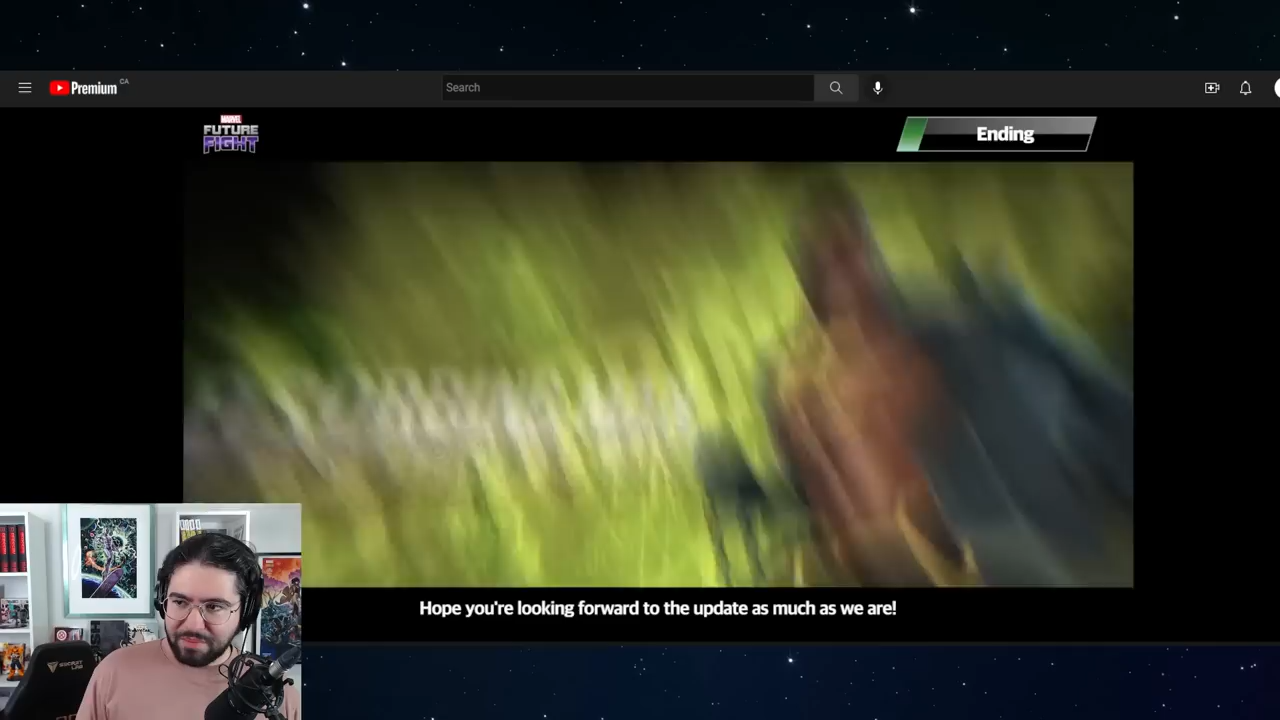 Premium CA
Search
MARVEL
FUTURE
FIGHT
Ending
Hope you're looking forward to the update as much as we are!